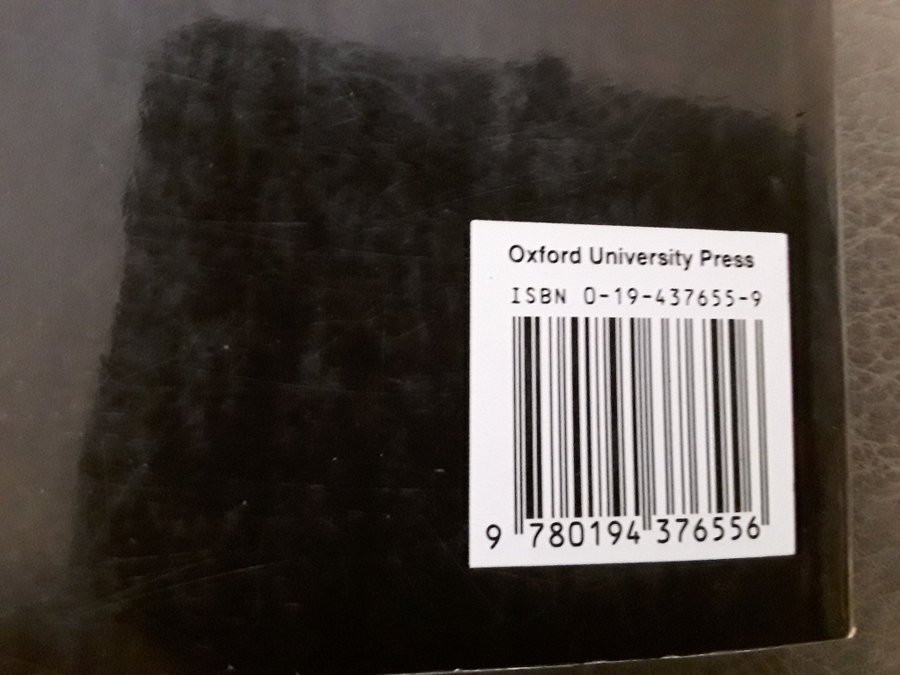 Oxford University Press
ISBN 0-19-437655-9
9 780194 376556